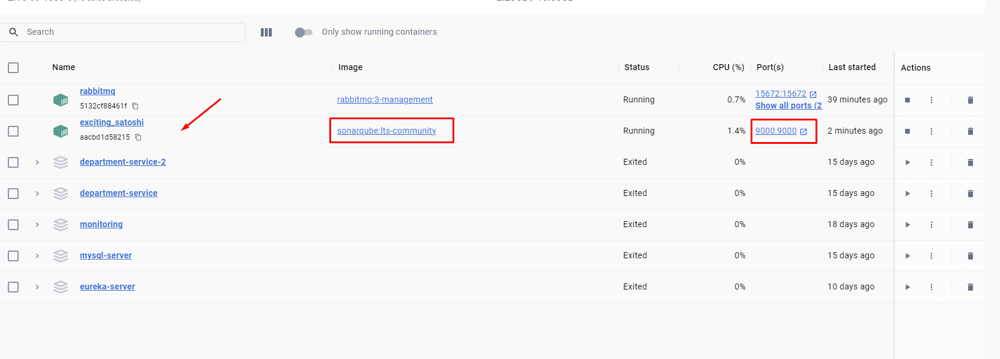 Search
Only show running containers
Name Image Status CPU (%) Port(s) Last started Actions
rabbitmq
5132cf88461f
rabbitmq:3-management Running 0.7% 15672:15672 39 minutes ago
Show all ports (2
exciting_satoshi
aacbd1d58215
sonarqube:lts-community Running 1.4% 9000:9000 2 minutes ago
department-service-2 Exited 0% 15 days ago
department-service Exited 0% 15 days ago
monitoring Exited 0% 18 days ago
mysql-server Exited 0% 15 days ago
eureka-server Exited 0% 10 days ago